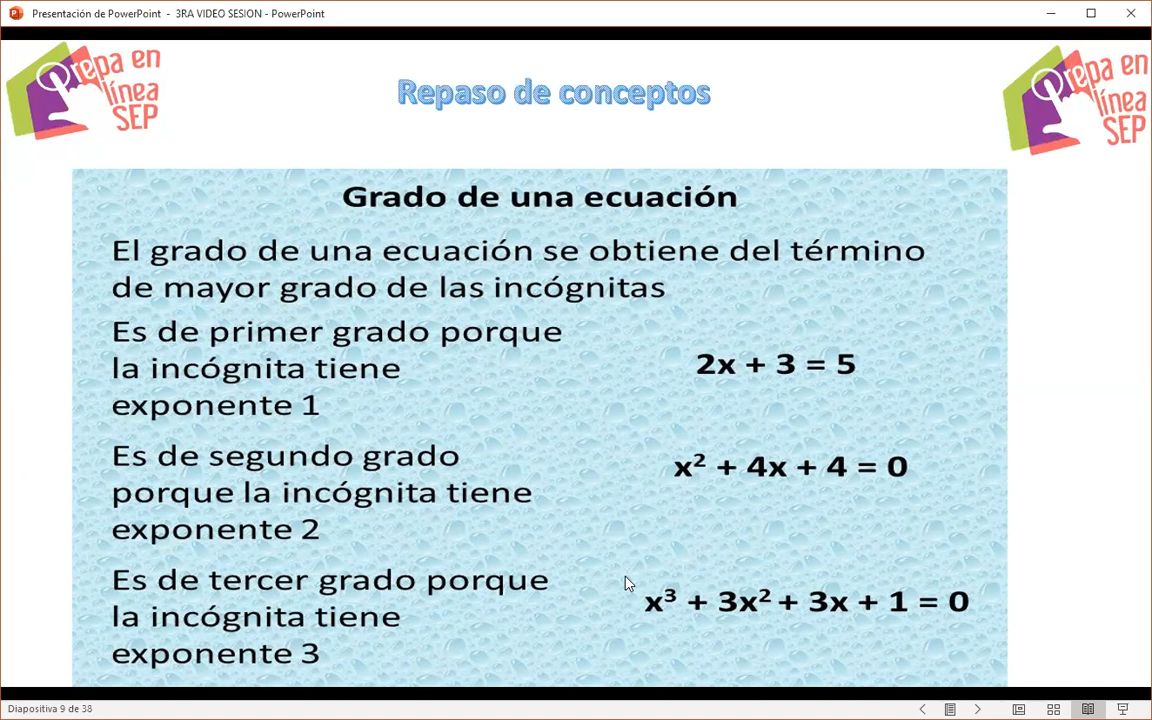 Presentación de PowerPoint - 3RA VIDEO SESION - PowerPoint
Prepa en línea SEP
Repaso de conceptos
Prepa en línea SEP
Grado de una ecuación
El grado de una ecuación se obtiene del término
de mayor grado de las incógnitas
Es de primer grado porque
la incógnita tiene
exponente 1
2x + 3 = 5
Es de segundo grado
porque la incógnita tiene
exponente 2
x² + 4x + 4 = 0
Es de tercer grado porque
la incógnita tiene
exponente 3
x³ + 3x² + 3x + 1 = 0
Diapositiva 9 de 38